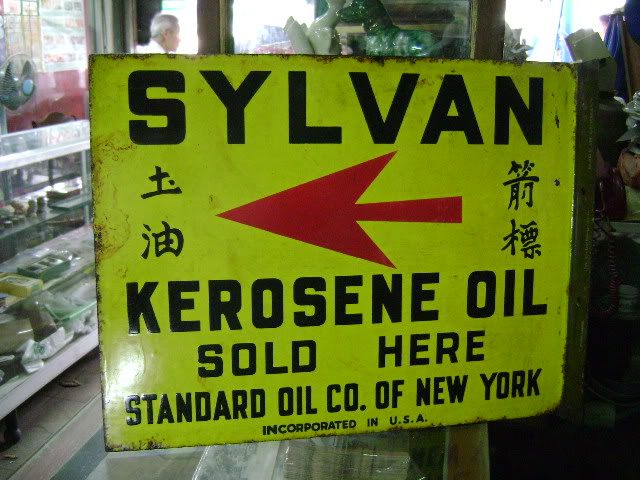 SYLVAN
土油
箭標
KEROSENE OIL
SOLD HERE
STANDARD OIL CO. OF NEW YORK
INCORPORATED IN U.S.A.